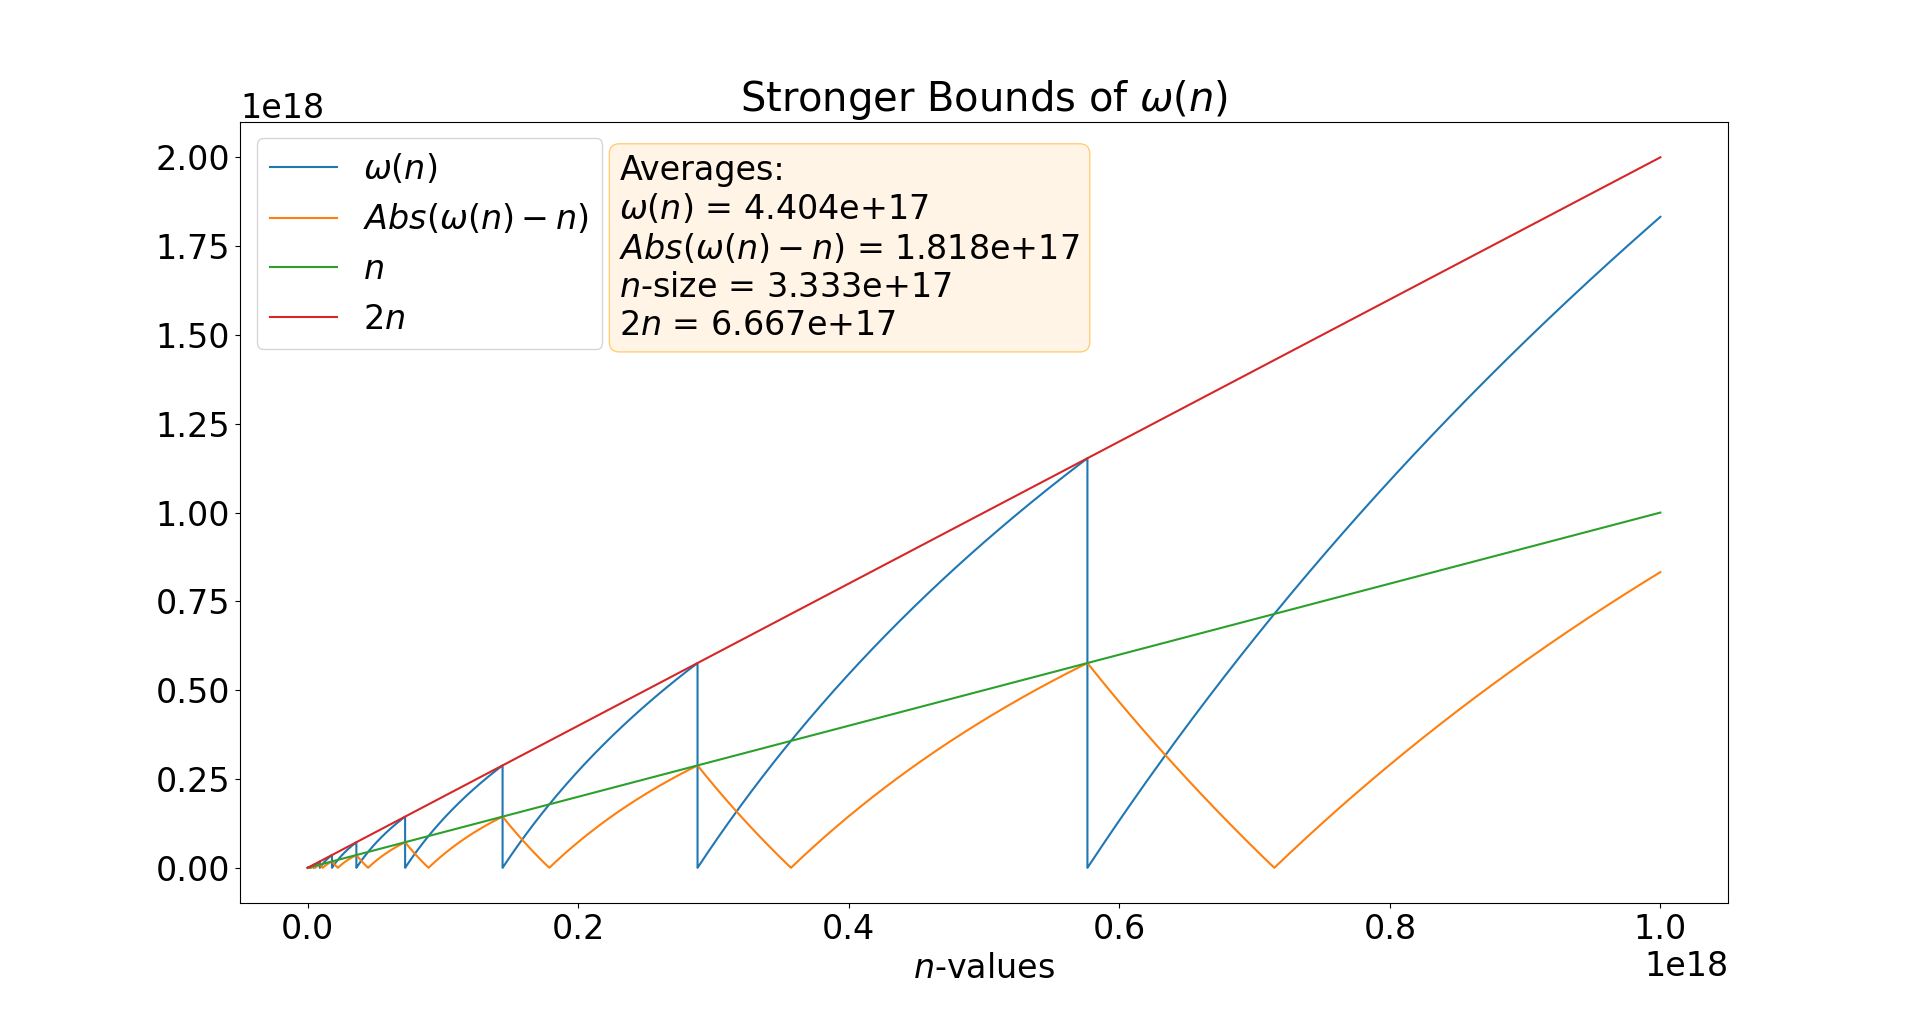 Stronger Bounds of ω(n)
1e18
ω(n)
Abs(ω(n) − n)
n
2n
Averages:
ω(n) = 4.404e+17
Abs(ω(n) − n) = 1.818e+17
n-size = 3.333e+17
2n = 6.667e+17
2.00
1.75
1.50
1.25
1.00
0.75
0.50
0.25
0.00
0.0 0.2 0.4 0.6 0.8 1.0
n-values
1e18